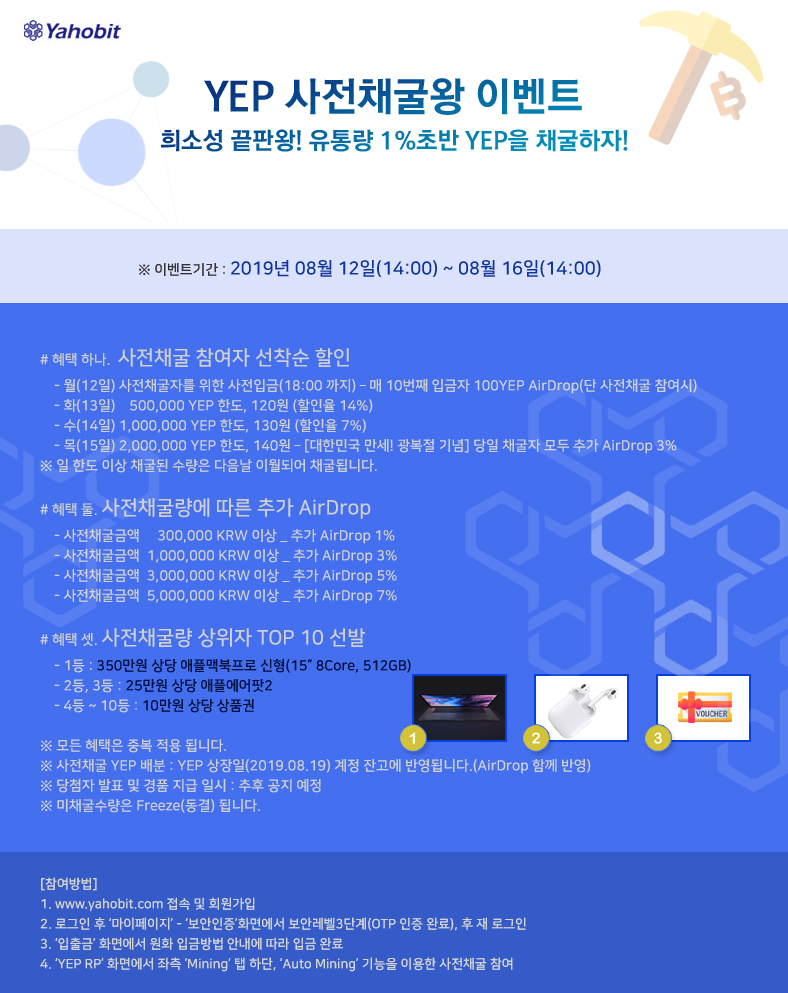 Yahobit
YEP 사전채굴왕 이벤트
희소성 끝판왕! 유통량 1%초반 YEP을 채굴하자!
※ 이벤트기간 : 2019년 08월 12일(14:00) ~ 08월 16일(14:00)
# 혜택 하나. 사전채굴 참여자 선착순 할인
- 월(12일) 사전채굴자를 위한 사전입금(18:00 까지) – 매 10번째 입금자 100YEP AirDrop(단 사전채굴 참여시)
- 화(13일) 500,000 YEP 한도, 120원 (할인율 14%)
- 수(14일) 1,000,000 YEP 한도, 130원 (할인율 7%)
- 목(15일) 2,000,000 YEP 한도, 140원 – [대한민국 만세! 광복절 기념] 당일 채굴자 모두 추가 AirDrop 3%
※ 일 한도 이상 채굴된 수량은 다음날 이월되어 채굴됩니다.
# 혜택 둘. 사전채굴량에 따른 추가 AirDrop
- 사전채굴금액 300,000 KRW 이상 _ 추가 AirDrop 1%
- 사전채굴금액 1,000,000 KRW 이상 _ 추가 AirDrop 3%
- 사전채굴금액 3,000,000 KRW 이상 _ 추가 AirDrop 5%
- 사전채굴금액 5,000,000 KRW 이상 _ 추가 AirDrop 7%
# 혜택 셋. 사전채굴량 상위자 TOP 10 선발
- 1등 : 350만원 상당 애플맥북프로 신형(15" 8Core, 512GB)
- 2등, 3등 : 25만원 상당 애플에어팟2
- 4등 ~ 10등 : 10만원 상당 상품권
VOUCHER
1 2 3
※ 모든 혜택은 중복 적용 됩니다.
※ 사전채굴 YEP 배분 : YEP 상장일(2019.08.19) 계정 잔고에 반영됩니다.(AirDrop 함께 반영)
※ 당첨자 발표 및 경품 지급 일시 : 추후 공지 예정
※ 미채굴수량은 Freeze(동결) 됩니다.
[참여방법]
1. www.yahobit.com 접속 및 회원가입
2. 로그인 후 '마이페이지' - '보안인증'화면에서 보안레벨3단계(OTP 인증 완료), 후 재 로그인
3. '입출금' 화면에서 원화 입금방법 안내에 따라 입금 완료
4. 'YEP RP' 화면에서 좌측 'Mining' 탭 하단, 'Auto Mining' 기능을 이용한 사전채굴 참여